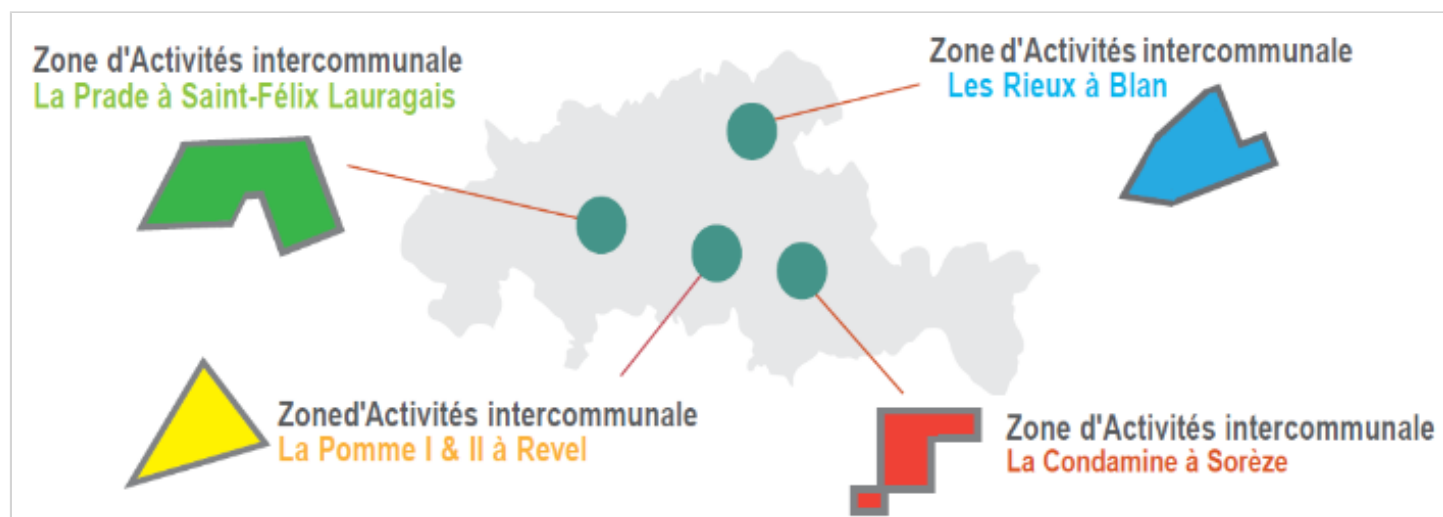 Zone d'Activités intercommunale
La Prade à Saint-Félix Lauragais
Zone d'Activités intercommunale
Les Rieux à Blan
Zoned'Activités intercommunale
La Pomme I & II à Revel
Zone d'Activités intercommunale
La Condamine à Sorèze